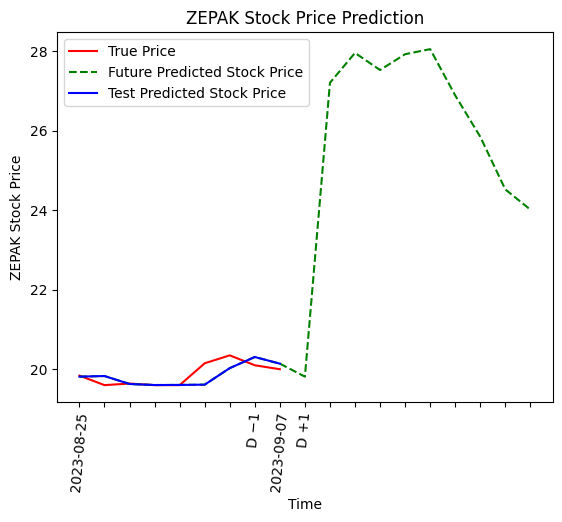 ZEPAK Stock Price Prediction
True Price
Future Predicted Stock Price
Test Predicted Stock Price
ZEPAK Stock Price
28
26
24
22
20
2023-08-25
D −1
2023-09-07
D +1
Time